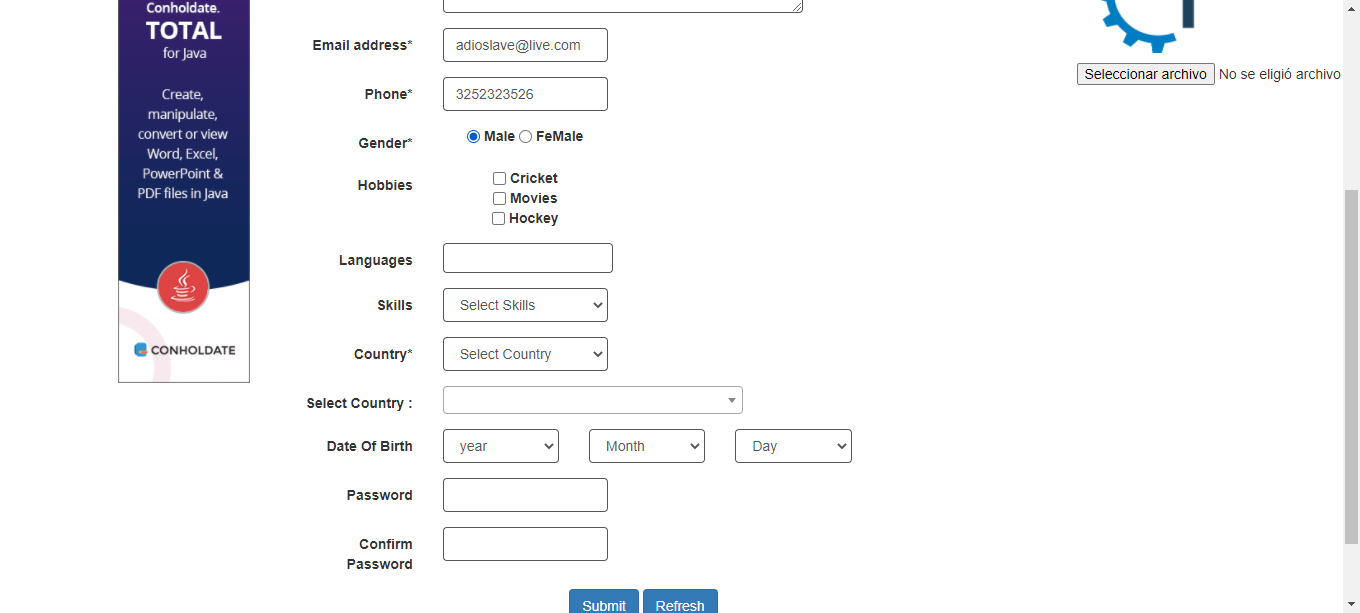 Conholdate.
TOTAL
for Java
Create,
manipulate,
convert or view
Word, Excel,
PowerPoint &
PDF files in Java
CONHOLDATE
Email address*
adioslave@live.com
Phone*
3252323526
Gender*
Male FeMale
Hobbies
Cricket
Movies
Hockey
Languages
Skills
Select Skills
Country*
Select Country
Select Country :
Date Of Birth
year Month Day
Password
Confirm
Password
Submit Refresh
Seleccionar archivo No se eligió archivo